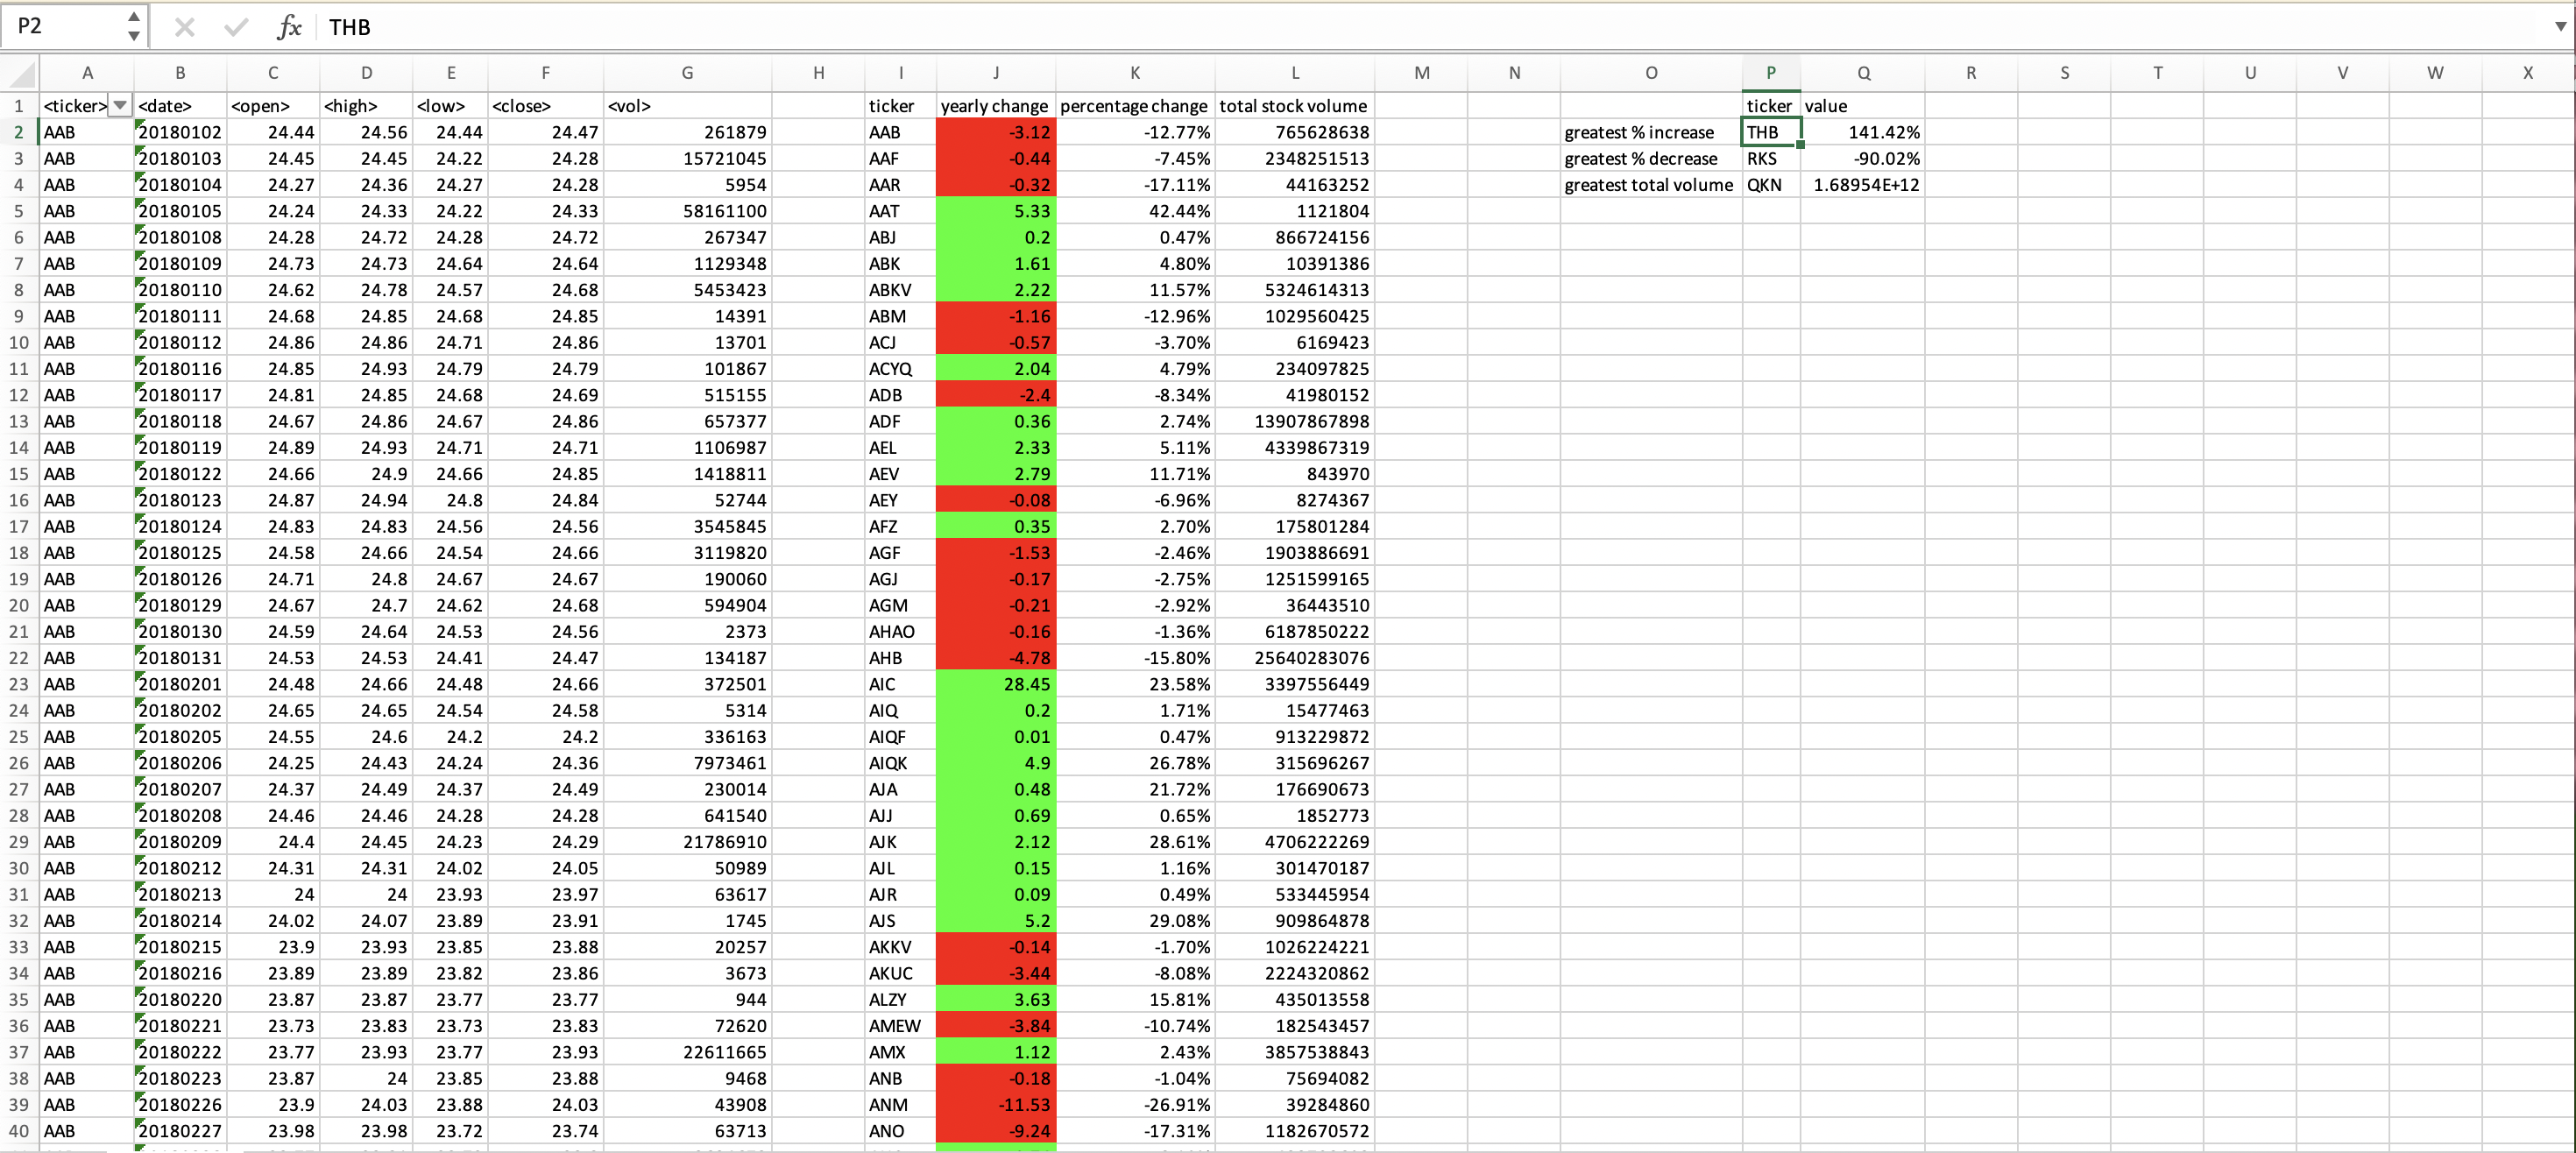 P2 fx THB
A B C D E F G H I J K L M N O P Q R S T U V W X
1 <ticker> <date> <open> <high> <low> <close> <vol> ticker yearly change percentage change total stock volume ticker value
2 AAB 20180102 24.44 24.56 24.44 24.47 261879 AAB -3.12 -12.77% 765628638 greatest % increase THB 141.42%
3 AAB 20180103 24.45 24.45 24.22 24.28 15721045 AAF -0.44 -7.45% 2348251513 greatest % decrease RKS -90.02%
4 AAB 20180104 24.27 24.36 24.27 24.28 5954 AAR -0.32 -17.11% 44163252 greatest total volume QKN 1.68954E+12
5 AAB 20180105 24.24 24.33 24.22 24.33 58161100 AAT 5.33 42.44% 1121804
6 AAB 20180108 24.28 24.72 24.28 24.72 267347 ABJ 0.2 0.47% 866724156
7 AAB 20180109 24.73 24.73 24.64 24.64 1129348 ABK 1.61 4.80% 10391386
8 AAB 20180110 24.62 24.78 24.57 24.68 5453423 ABKV 2.22 11.57% 5324614313
9 AAB 20180111 24.68 24.85 24.68 24.85 14391 ABM -1.16 -12.96% 1029560425
10 AAB 20180112 24.86 24.86 24.71 24.86 13701 ACJ -0.57 -3.70% 6169423
11 AAB 20180116 24.85 24.93 24.79 24.79 101867 ACYQ 2.04 4.79% 234097825
12 AAB 20180117 24.81 24.85 24.68 24.69 515155 ADB -2.4 -8.34% 41980152
13 AAB 20180118 24.67 24.86 24.67 24.86 657377 ADF 0.36 2.74% 13907867898
14 AAB 20180119 24.89 24.93 24.71 24.71 1106987 AEL 2.33 5.11% 4339867319
15 AAB 20180122 24.66 24.9 24.66 24.85 1418811 AEV 2.79 11.71% 843970
16 AAB 20180123 24.87 24.94 24.8 24.84 52744 AEY -0.08 -6.96% 8274367
17 AAB 20180124 24.83 24.83 24.56 24.56 3545845 AFZ 0.35 2.70% 175801284
18 AAB 20180125 24.58 24.66 24.54 24.66 3119820 AGF -1.53 -2.46% 1903886691
19 AAB 20180126 24.71 24.8 24.67 24.67 190060 AGJ -0.17 -2.75% 1251599165
20 AAB 20180129 24.67 24.7 24.62 24.68 594904 AGM -0.21 -2.92% 36443510
21 AAB 20180130 24.59 24.64 24.53 24.56 2373 AHAO -0.16 -1.36% 6187850222
22 AAB 20180131 24.53 24.53 24.41 24.47 134187 AHB -4.78 -15.80% 25640283076
23 AAB 20180201 24.48 24.66 24.48 24.66 372501 AIC 28.45 23.58% 3397556449
24 AAB 20180202 24.65 24.65 24.54 24.58 5314 AIQ 0.2 1.71% 15477463
25 AAB 20180205 24.55 24.6 24.2 24.2 336163 AIQF 0.01 0.47% 913229872
26 AAB 20180206 24.25 24.43 24.24 24.36 7973461 AIQK 4.9 26.78% 315696267
27 AAB 20180207 24.37 24.49 24.37 24.49 230014 AJA 0.48 21.72% 176690673
28 AAB 20180208 24.46 24.46 24.28 24.28 641540 AJJ 0.69 0.65% 1852773
29 AAB 20180209 24.4 24.45 24.23 24.29 21786910 AJK 2.12 28.61% 4706222269
30 AAB 20180212 24.31 24.31 24.02 24.05 50989 AJL 0.15 1.16% 301470187
31 AAB 20180213 24 24 23.93 23.97 63617 AJR 0.09 0.49% 533445954
32 AAB 20180214 24.02 24.07 23.89 23.91 1745 AJS 5.2 29.08% 909864878
33 AAB 20180215 23.9 23.93 23.85 23.88 20257 AKKV -0.14 -1.70% 1026224221
34 AAB 20180216 23.89 23.89 23.82 23.86 3673 AKUC -3.44 -8.08% 2224320862
35 AAB 20180220 23.87 23.87 23.77 23.77 944 ALZY 3.63 15.81% 435013558
36 AAB 20180221 23.73 23.83 23.73 23.83 72620 AMEW -3.84 -10.74% 182543457
37 AAB 20180222 23.77 23.93 23.77 23.93 22611665 AMX 1.12 2.43% 3857538843
38 AAB 20180223 23.87 24 23.85 23.88 9468 ANB -0.18 -1.04% 75694082
39 AAB 20180226 23.9 24.03 23.88 24.03 43908 ANM -11.53 -26.91% 39284860
40 AAB 20180227 23.98 23.98 23.72 23.74 63713 ANO -9.24 -17.31% 1182670572